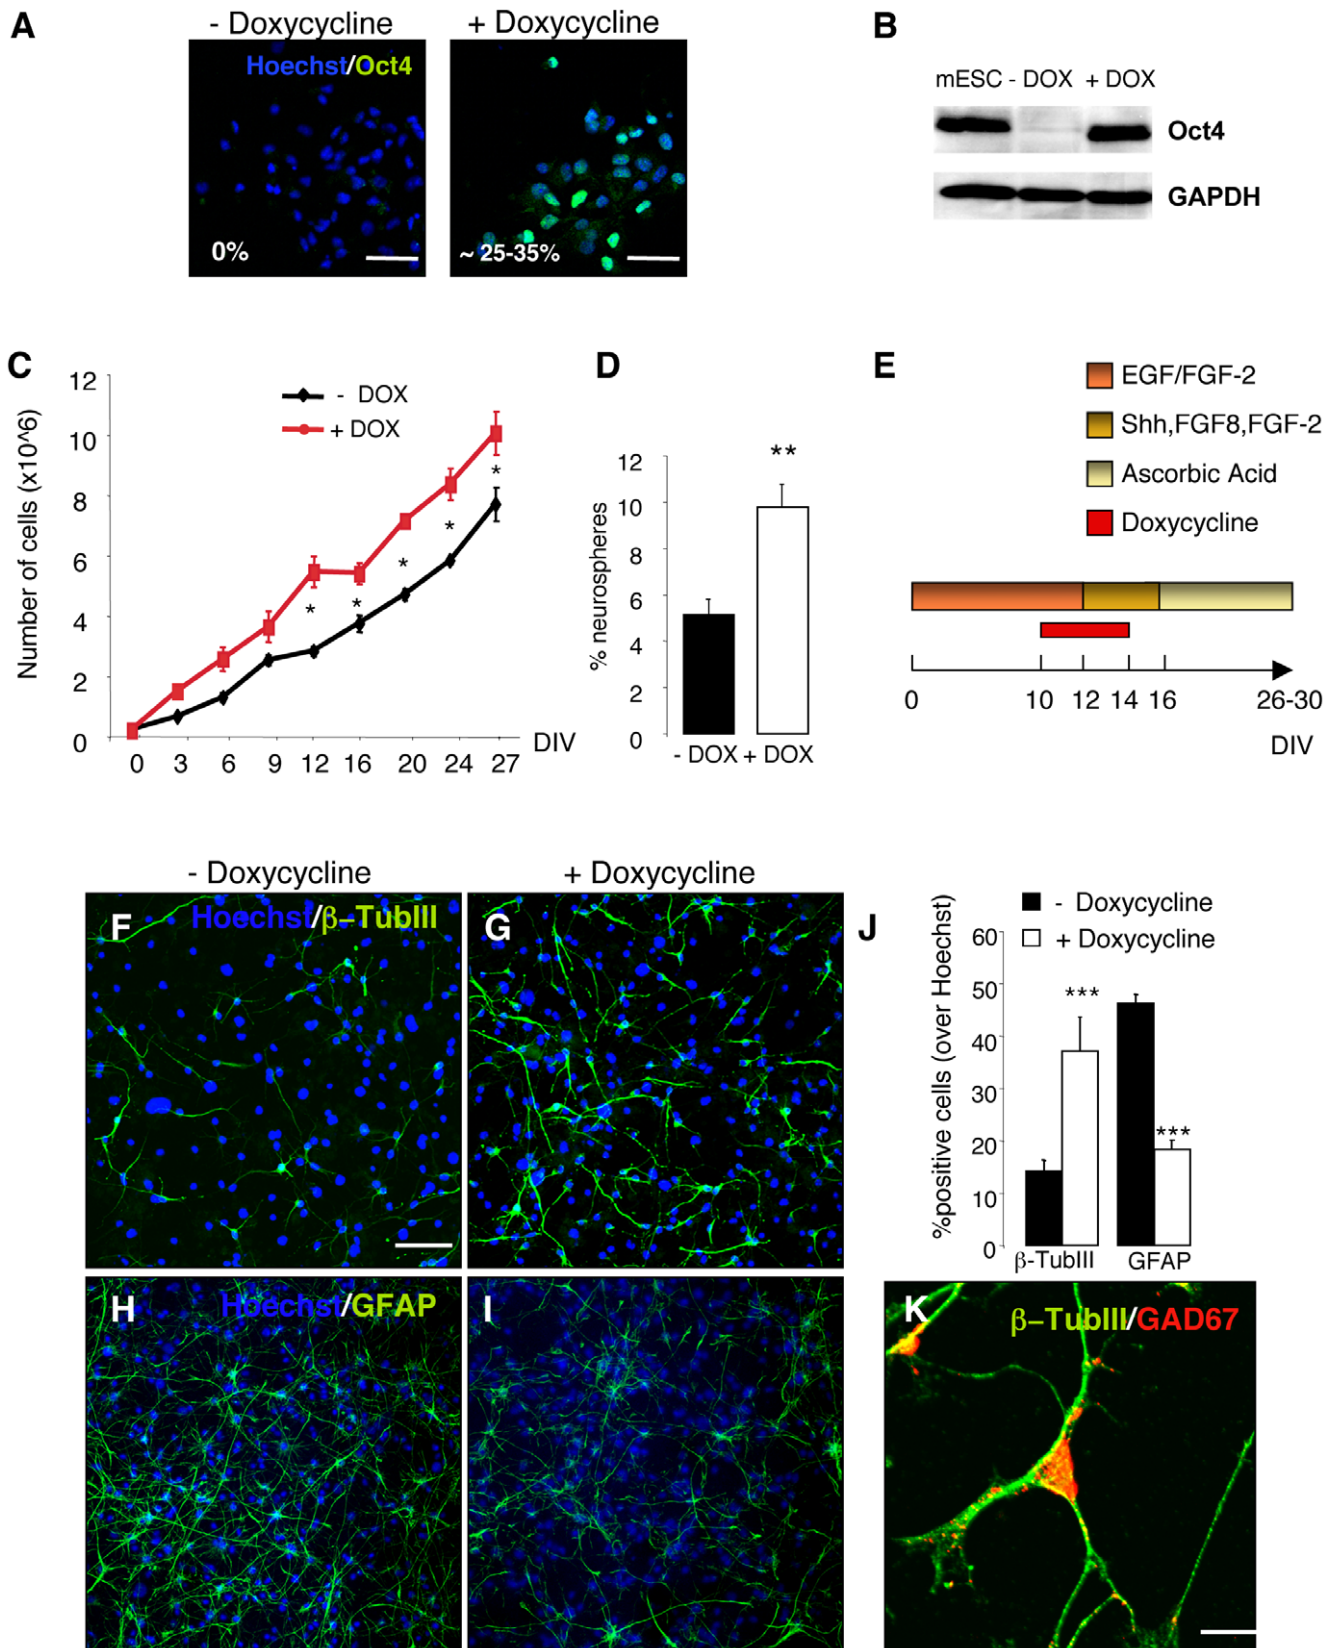 A
- Doxycycline
+ Doxycycline
Hoechst/Oct4
0%
~ 25-35%
B
mESC - DOX + DOX
Oct4
GAPDH
C
Number of cells (x10^6)
12
10
8
6
4
2
0
- DOX
+ DOX
*
*
*
*
*
0 3 6 9 12 16 20 24 27
DIV
D
% neurospheres
12
10
8
6
4
2
0
**
- DOX + DOX
E
EGF/FGF-2
Shh,FGF8,FGF-2
Ascorbic Acid
Doxycycline
0 10 12 14 16 26-30
DIV
- Doxycycline
+ Doxycycline
F
Hoechst/β-TubIII
G
H
Hoechst/GFAP
I
J
- Doxycycline
+ Doxycycline
%positive cells (over Hoechst)
60
50
40
30
20
10
0
***
***
β-TubIII GFAP
K
β-TubIII/GAD67